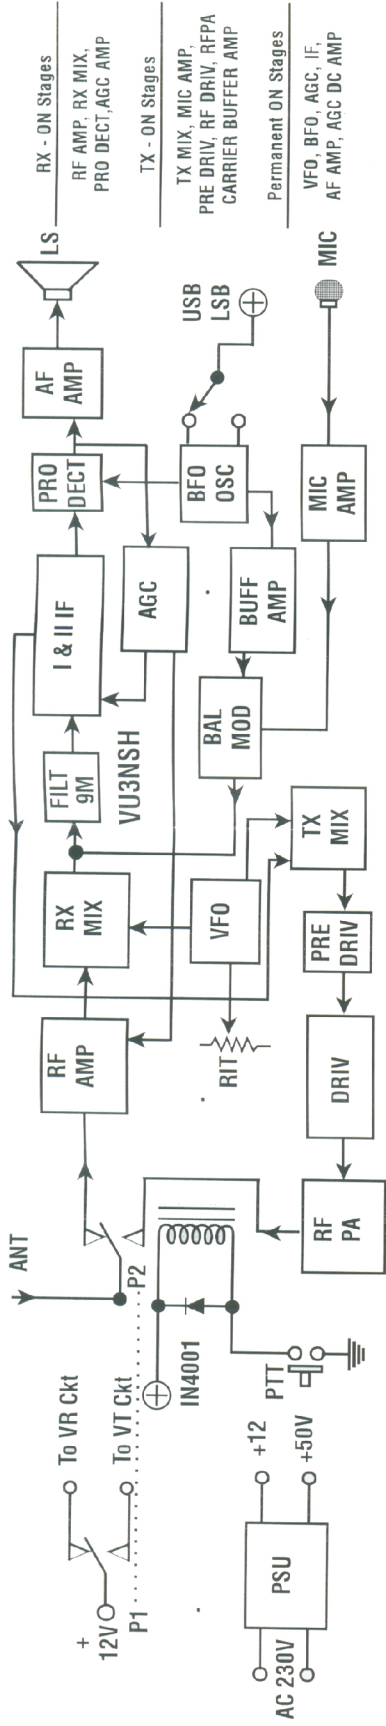 ANT
LS
RX - ON Stages
RF AMP, RX MIX,
PRO DECT,AGC AMP
TX - ON Stages
TX MIX, MIC AMP,
PRE DRIV, RF DRIV, RFPA
CARRIER BUFFER AMP
Permanent ON Stages
VFO, BFO, AGC, IF,
AF AMP, AGC DC AMP
RF
AMP
RX
MIX
FILT
9M
I & II IF
PRO
DECT
AF
AMP
VU3NSH
AGC
BFO
OSC
USB
LSB
BUFF
AMP
BAL
MOD
MIC
AMP
MIC
VFO
RIT
TX
MIX
PRE
DRIV
DRIV
RF
PA
P2
IN4001
PTT
To VR Ckt
To VT Ckt
+
12V
P1
PSU
AC 230V
+12
+50V